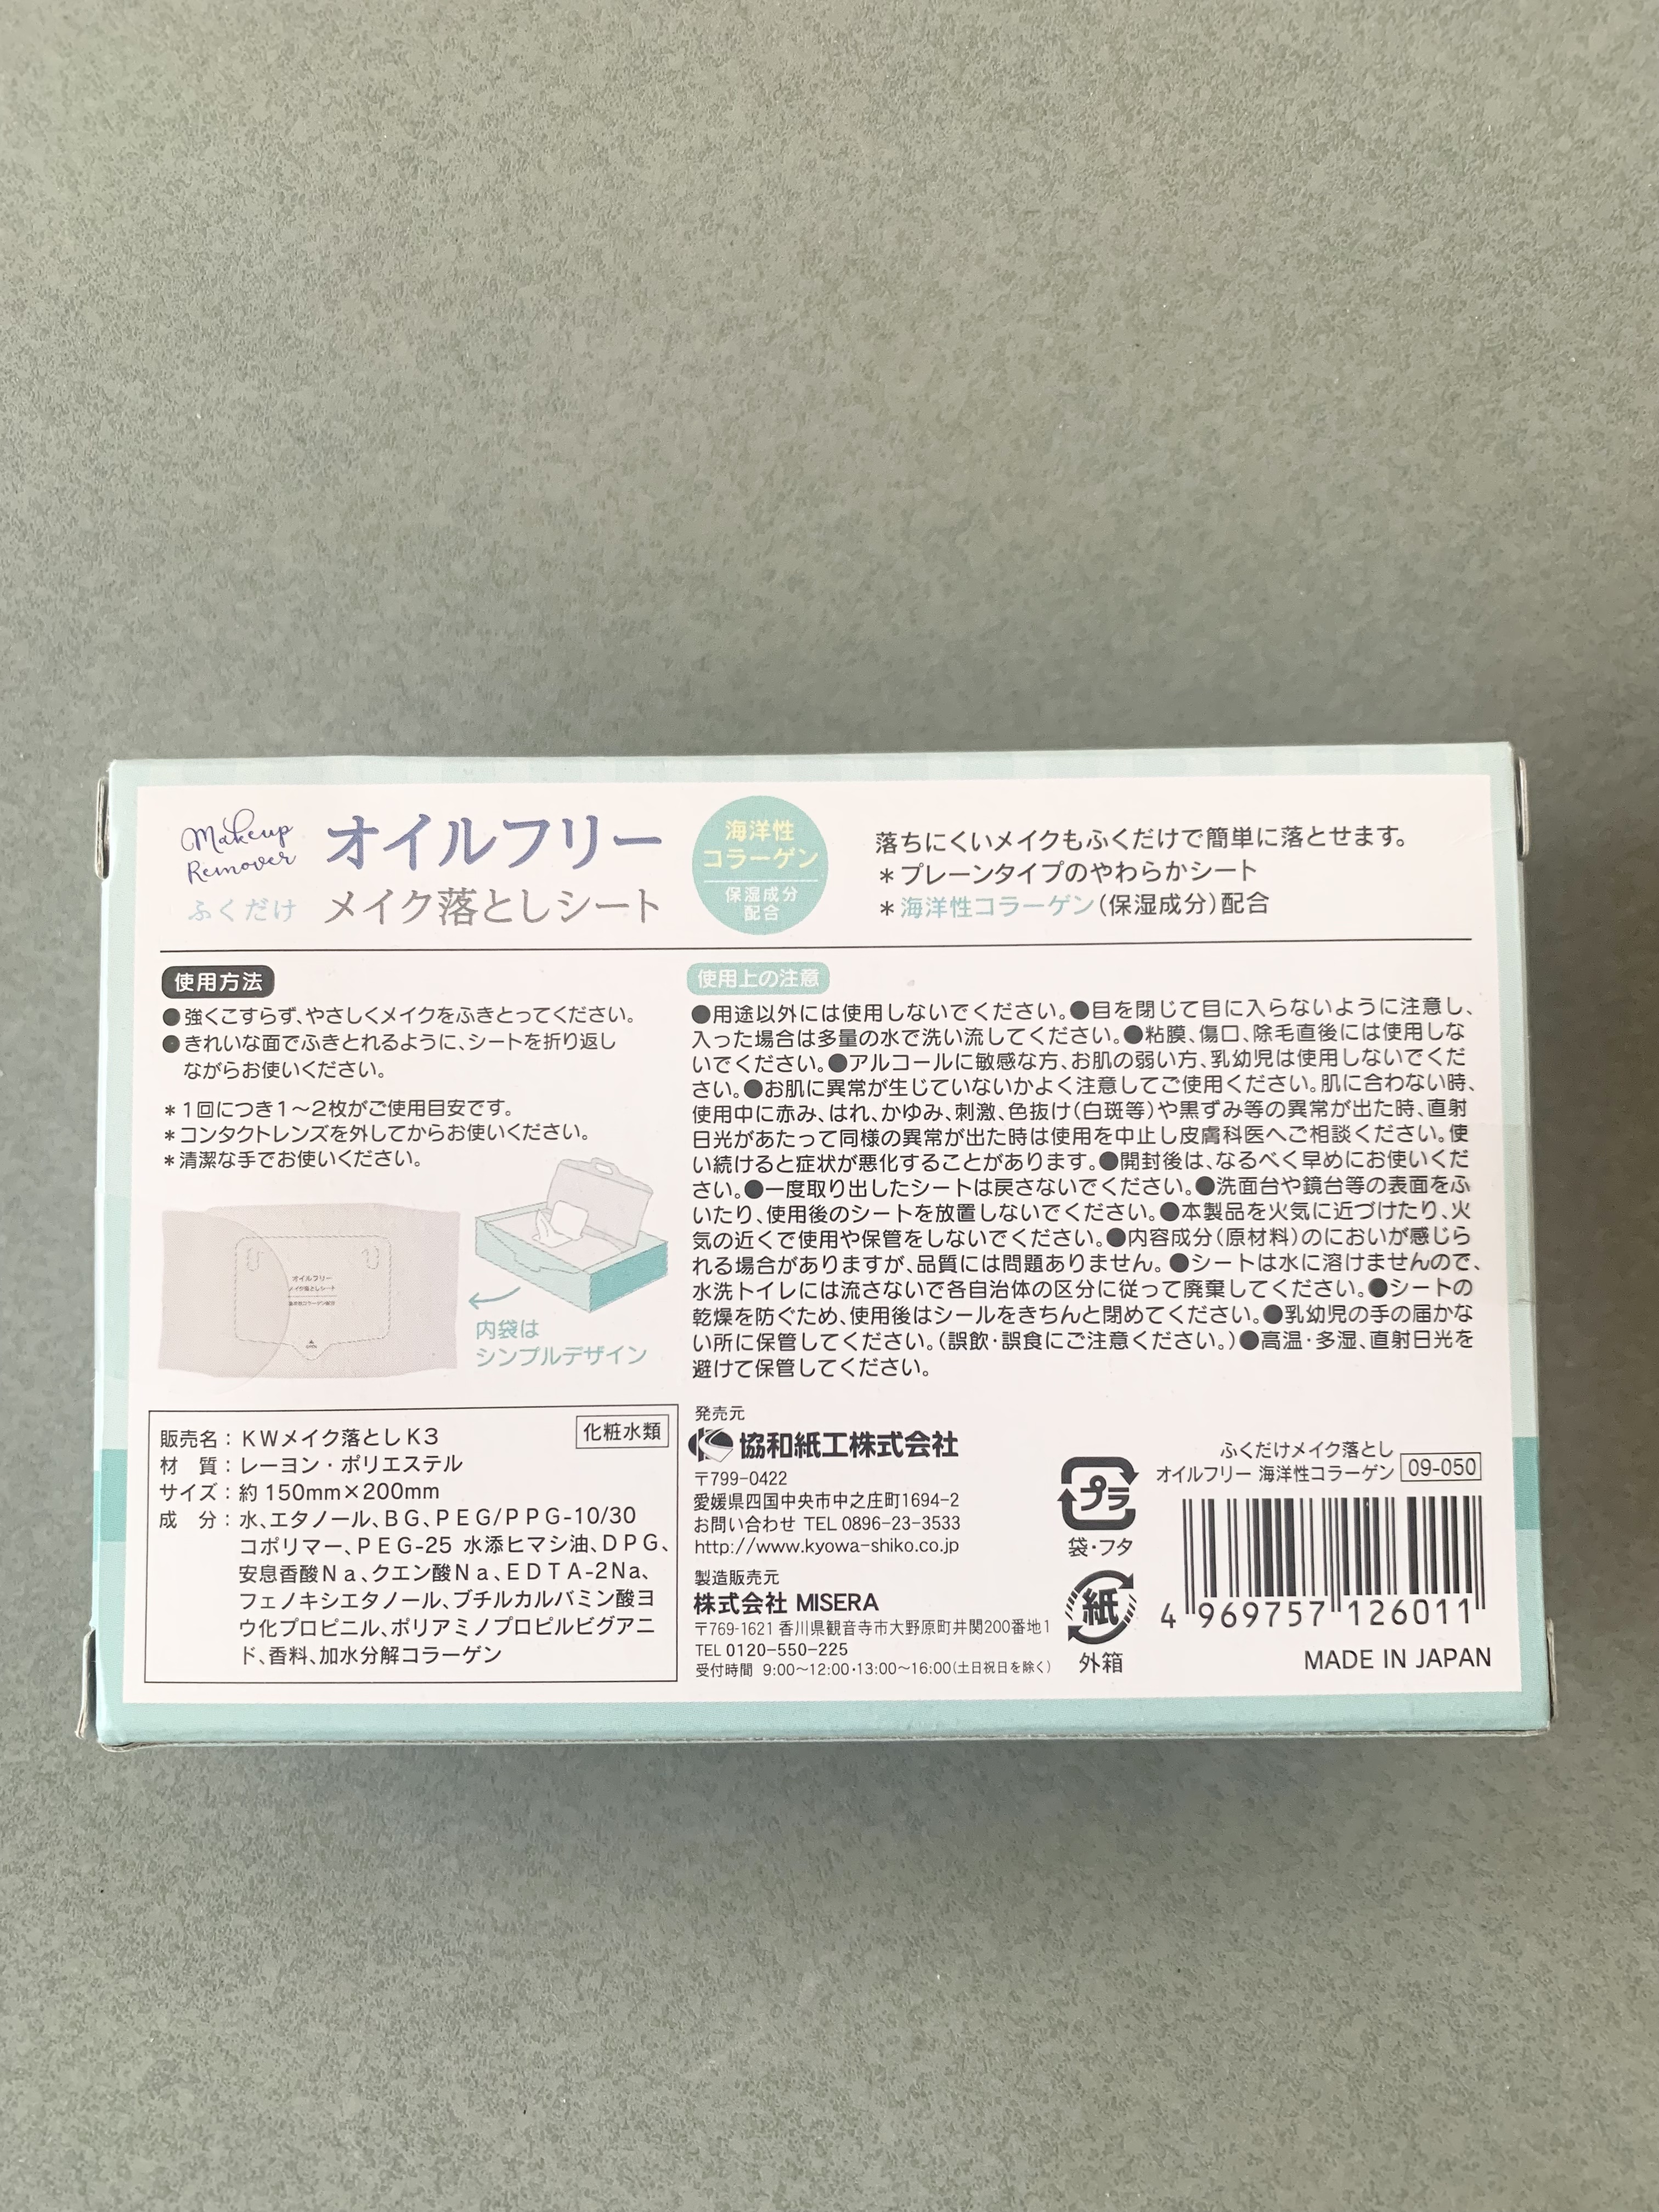 Makeup
Remover
ふくだけ
オイルフリー
メイク落としシート
海洋性
コラーゲン
保湿成分
配合
落ちにくいメイクもふくだけで簡単に落とせます。
＊プレーンタイプのやわらかシート
＊海洋性コラーゲン(保湿成分)配合
使用方法
●強くこすらず、やさしくメイクをふきとってください。
●きれいな面でふきとれるように、シートを折り返し
ながらお使いください。
＊1回につき1～2枚がご使用目安です。
＊コンタクトレンズを外してからお使いください。
＊清潔な手でお使いください。
オイルフリー
メイク落としシート
海洋性コラーゲン配合
内袋は
シンプルデザイン
使用上の注意
●用途以外には使用しないでください。●目を閉じて目に入らないように注意し、
入った場合は多量の水で洗い流してください。●粘膜、傷口、除毛直後には使用しな
いでください。●アルコールに敏感な方、お肌の弱い方、乳幼児は使用しないでくだ
さい。●お肌に異常が生じていないかよく注意してご使用ください。肌に合わない時、
使用中に赤み、はれ、かゆみ、刺激、色抜け(白斑等)や黒ずみ等の異常が出た時、直射
日光があたって同様の異常が出た時は使用を中止し皮膚科医へご相談ください。使
い続けると症状が悪化することがあります。●開封後は、なるべく早めにお使いくだ
さい。●一度取り出したシートは戻さないでください。●洗面台や鏡台等の表面をふ
いたり、使用後のシートを放置しないでください。●本製品を火気に近づけたり、火
気の近くで使用や保管をしないでください。●内容成分(原材料)のにおいが感じら
れる場合がありますが、品質には問題ありません。●シートは水に溶けませんので、
水洗トイレには流さないで各自治体の区分に従って廃棄してください。●シートの
乾燥を防ぐため、使用後はシールをきちんと閉めてください。●乳幼児の手の届かな
い所に保管してください。(誤飲・誤食にご注意ください。)●高温・多湿、直射日光を
避けて保管してください。
販売名：KWメイク落としK3
化粧水類
材　質：レーヨン・ポリエステル
サイズ：約150mm×200mm
成　分：水、エタノール、BG、PEG/PPG-10/30
コポリマー、PEG-25 水添ヒマシ油、DPG、
安息香酸Na、クエン酸Na、EDTA-2Na、
フェノキシエタノール、ブチルカルバミン酸ヨ
ウ化プロピニル、ポリアミノプロピルビグアニ
ド、香料、加水分解コラーゲン
発売元
協和紙工株式会社
〒799-0422
愛媛県四国中央市中之庄町1694-2
お問い合わせ TEL 0896-23-3533
http://www.kyowa-shiko.co.jp
製造販売元
株式会社 MISERA
〒769-1621 香川県観音寺市大野原町井関200番地1
TEL 0120-550-225
受付時間 9:00～12:00・13:00～16:00(土日祝日を除く)
プラ
袋・フタ
紙
外箱
ふくだけメイク落とし
オイルフリー 海洋性コラーゲン 09-050
4 969757 126011
MADE IN JAPAN